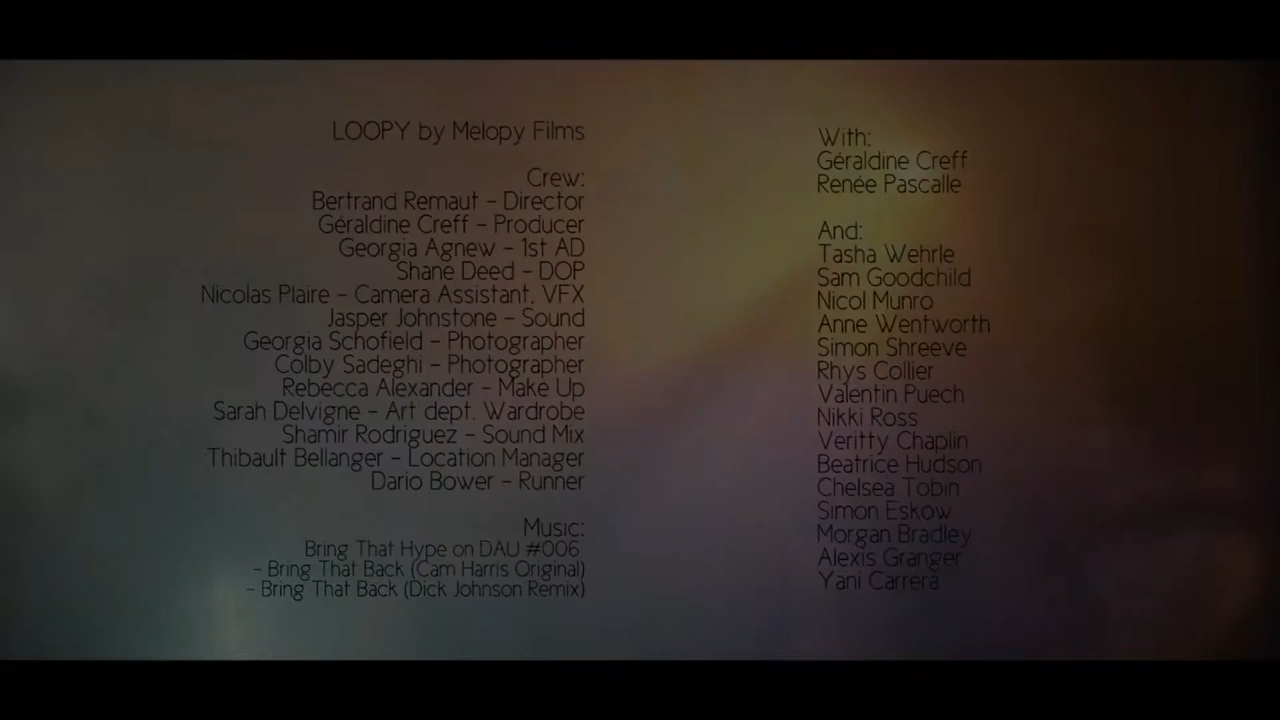 LOOPY by Melopy Films
Crew:
Bertrand Remaut - Director
Géraldine Creff - Producer
Georgia Agnew - 1st AD
Shane Deed - DOP
Nicolas Plaire - Camera Assistant, VFX
Jasper Johnstone - Sound
Georgia Schofield - Photographer
Colby Sadeghi - Photographer
Rebecca Alexander - Make Up
Sarah Delvigne - Art dept. Wardrobe
Shamir Rodriguez - Sound Mix
Thibault Bellanger - Location Manager
Dario Bower - Runner
Music:
Bring That Hype on DAU #006
- Bring That Back (Cam Harris Original)
- Bring That Back (Dick Johnson Remix)
With:
Géraldine Creff
Renée Pascalle
And:
Tasha Wehrle
Sam Goodchild
Nicol Munro
Anne Wentworth
Simon Shreeve
Rhys Collier
Valentin Puech
Nikki Ross
Veritty Chaplin
Beatrice Hudson
Chelsea Tobin
Simon Eskow
Morgan Bradley
Alexis Granger
Yani Carrera